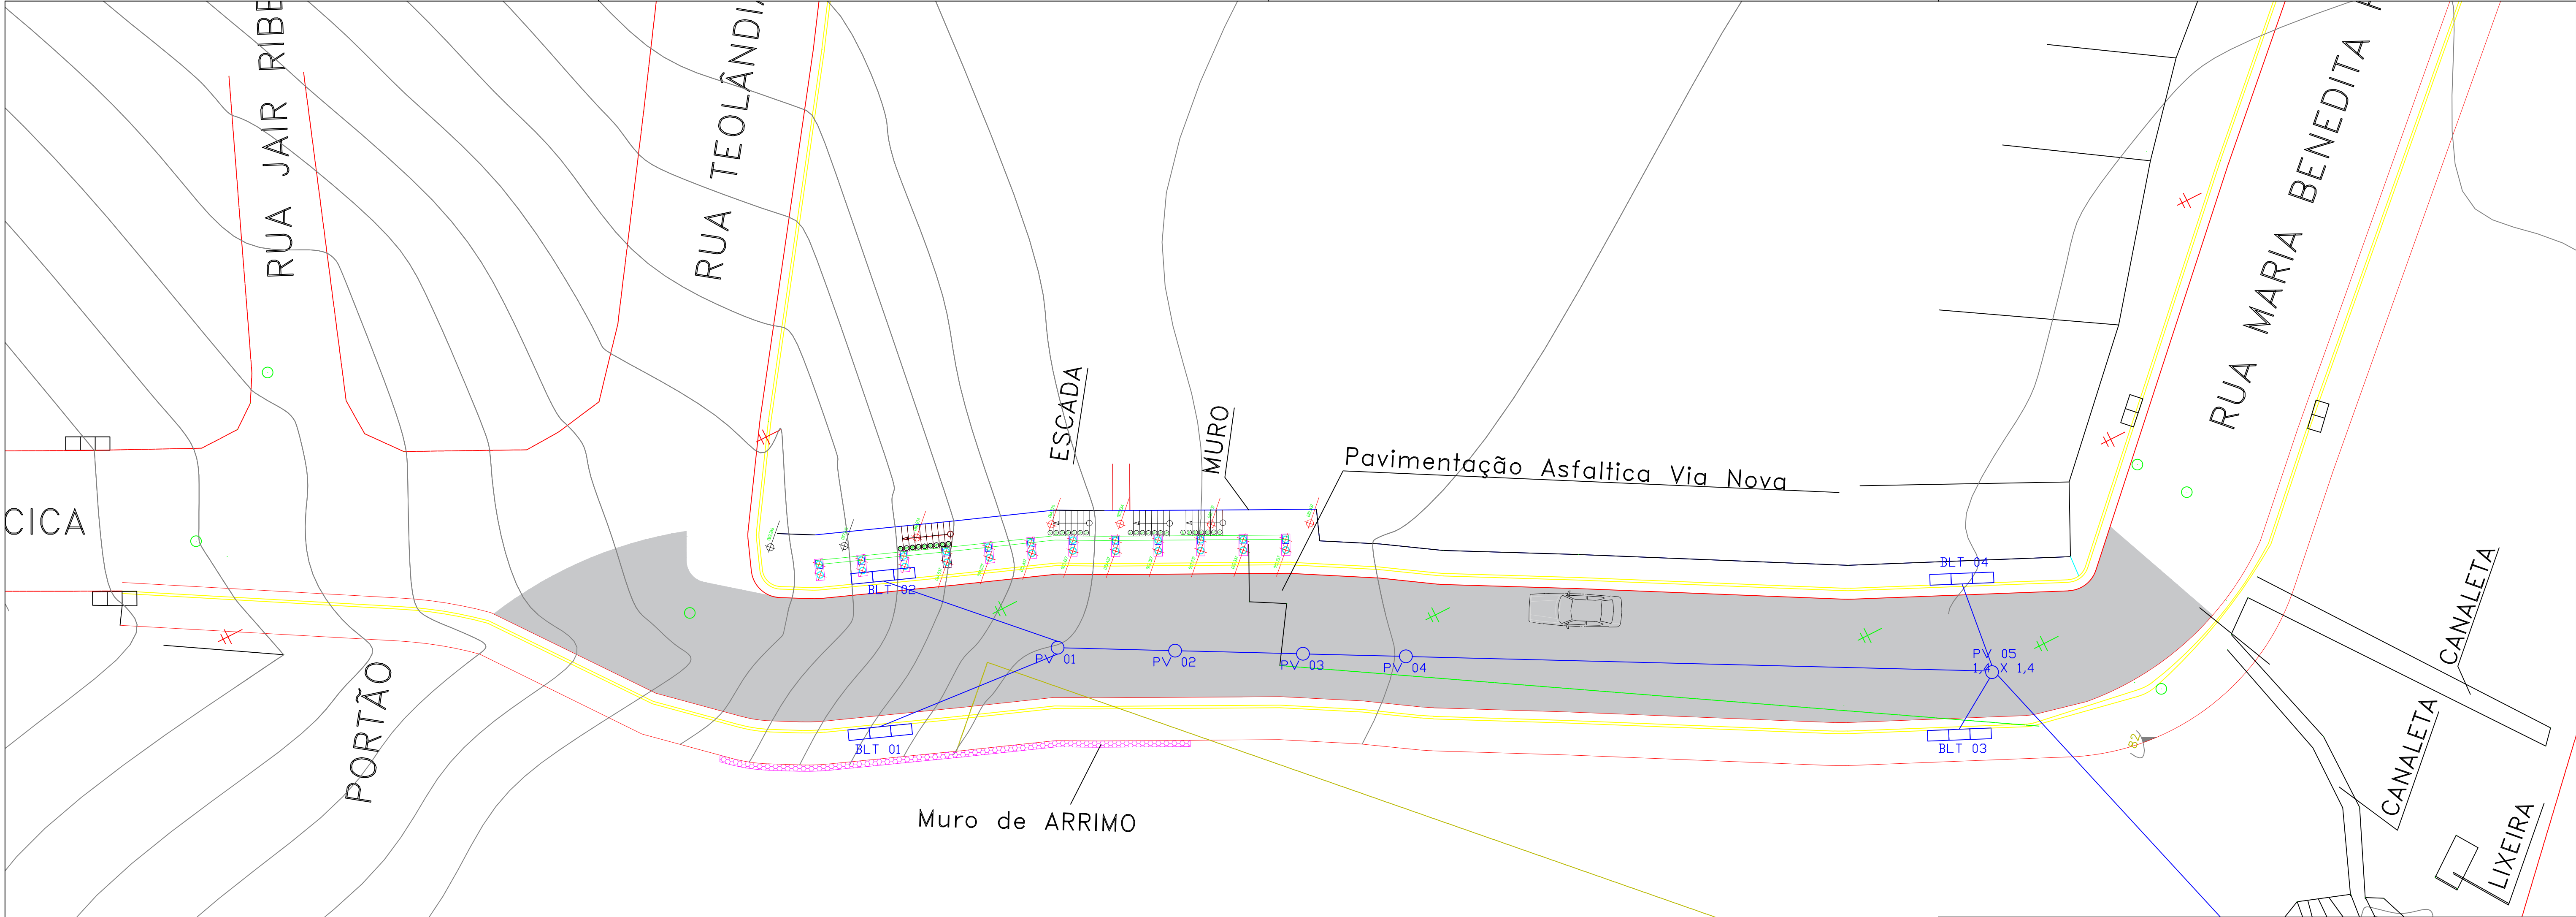 RUA JAIR RIBE
RUA TEOLÂNDIA
RUA MARIA BENEDITA
ESCADA
MURO
Pavimentação Asfaltica Via Nova
CICA
BLT 04
BLT 02
PV 01
PV 02
PV 03
PV 04
PV 05
1,4 X 1,4
PORTÃO
BLT 01
BLT 03
82
CANALETA
CANALETA
Muro de ARRIMO
LIXEIRA